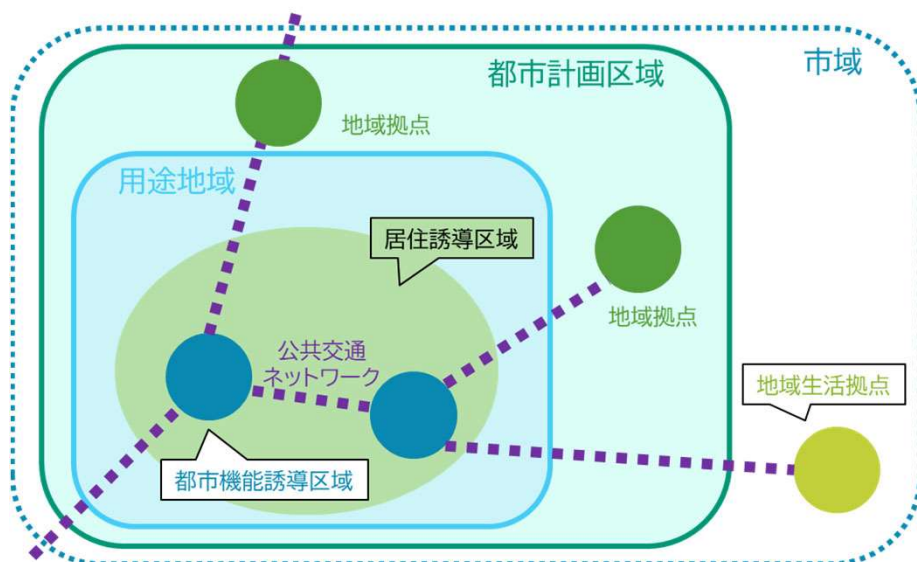 市域
都市計画区域
地域拠点
用途地域
居住誘導区域
地域拠点
公共交通
ネットワーク
地域生活拠点
都市機能誘導区域